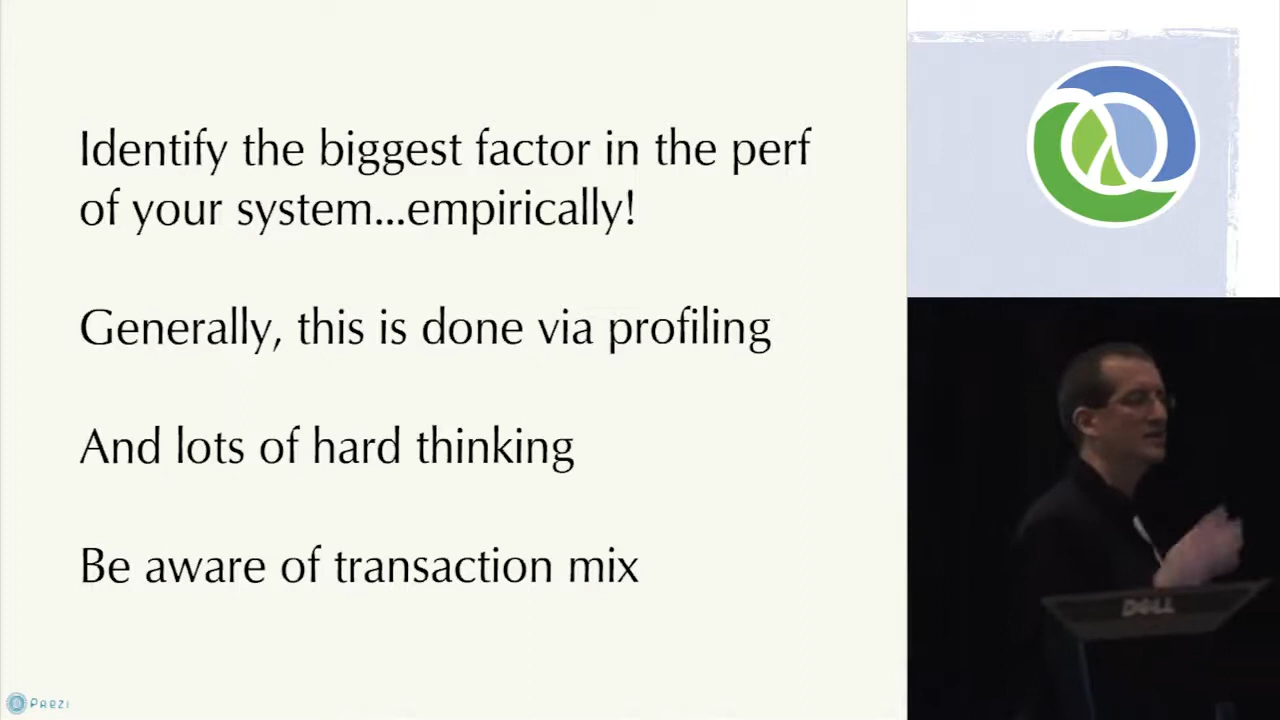 Identify the biggest factor in the perf
of your system...empirically!
Generally, this is done via profiling
And lots of hard thinking
Be aware of transaction mix
Prezi
DELL